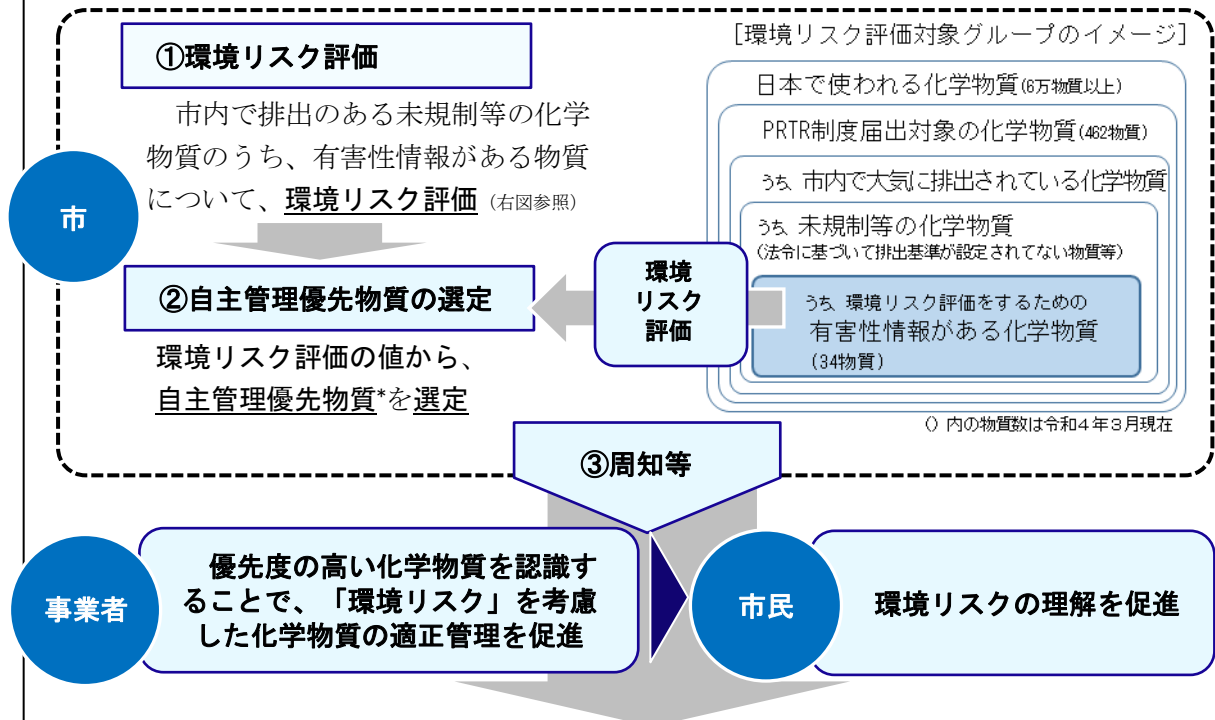 ①環境リスク評価
市内で排出のある未規制等の化学
物質のうち、有害性情報がある物質
について、環境リスク評価（右図参照）
市
②自主管理優先物質の選定
環境リスク評価の値から、
自主管理優先物質*を選定
[環境リスク評価対象グループのイメージ]
日本で使われる化学物質(6万物質以上)
PRTR制度届出対象の化学物質(462物質)
うち、市内で大気に排出されている化学物質
うち、未規制等の化学物質
(法令に基づいて排出基準が設定されてない物質等)
うち、環境リスク評価をするための
有害性情報がある化学物質
(34物質)
環境
リスク
評価
() 内の物質数は令和4年3月現在
③周知等
事業者
優先度の高い化学物質を認識す
ることで、「環境リスク」を考慮
した化学物質の適正管理を促進
市民
環境リスクの理解を促進